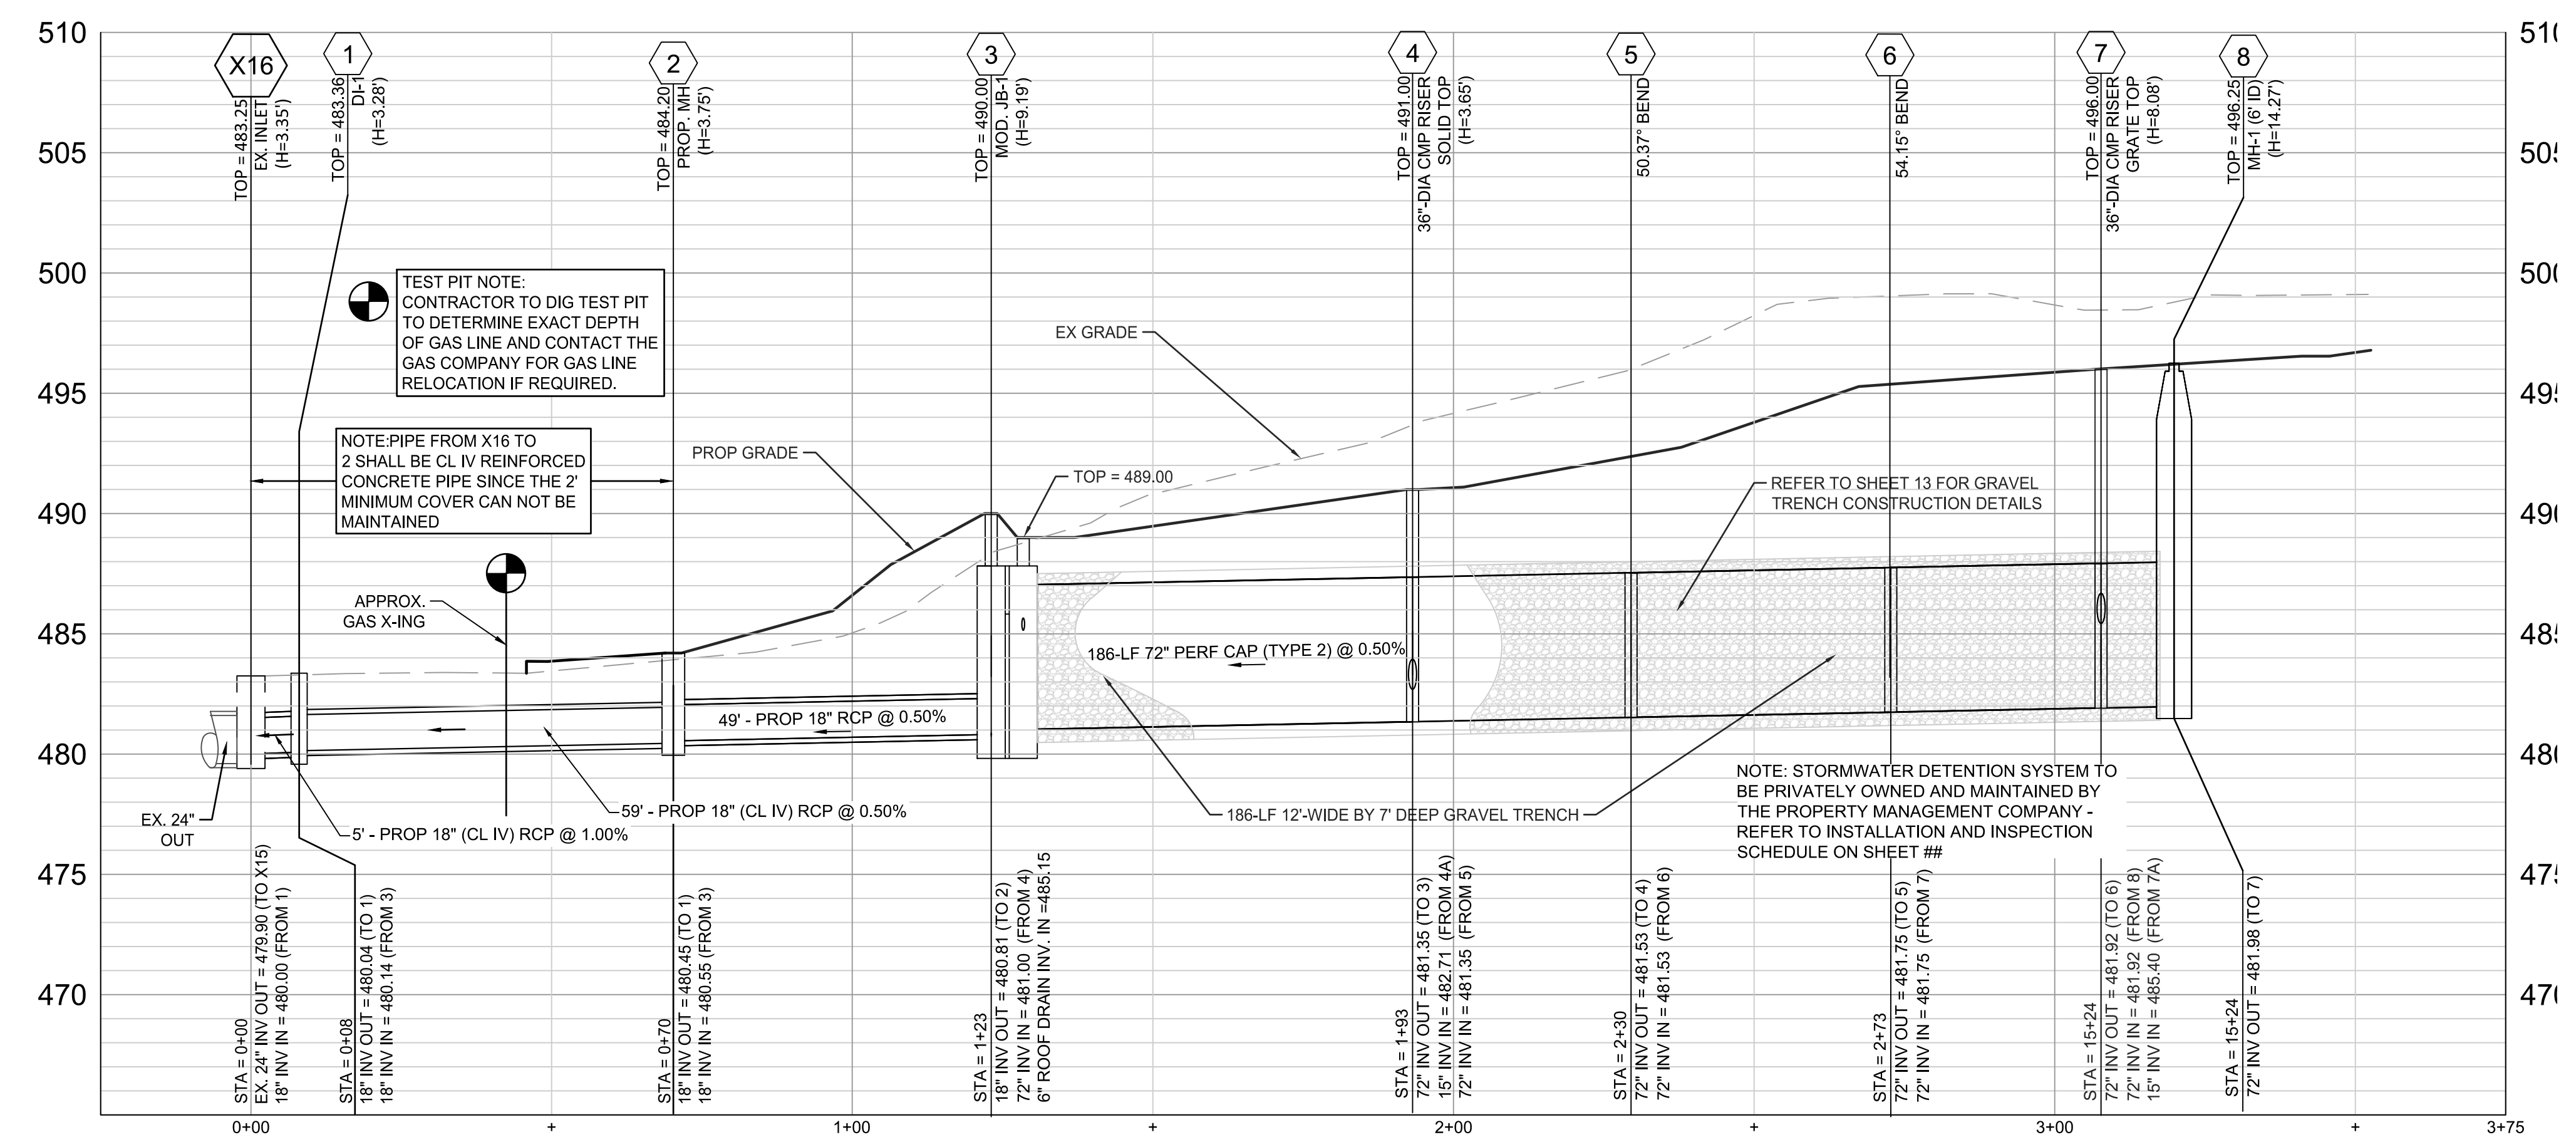 510
505
500
495
490
485
480
475
470
X16
TOP = 483.25
EX. INLET
(H=3.35')
1
TOP = 483.36
DI-1
(H=3.28')
2
TOP = 484.20
PROP. MH
(H=3.75')
3
TOP = 490.00
MOD. JB-1
(H=9.19')
4
TOP = 491.00
36"-DIA CMP RISER
SOLID TOP
(H=3.65')
5
50.37° BEND
6
54.15° BEND
7
TOP = 496.00
36"-DIA CMP RISER
GRATE TOP
(H=8.08')
8
TOP = 496.25
MH-1 (6' ID)
(H=14.27')
TEST PIT NOTE:
CONTRACTOR TO DIG TEST PIT
TO DETERMINE EXACT DEPTH
OF GAS LINE AND CONTACT THE
GAS COMPANY FOR GAS LINE
RELOCATION IF REQUIRED.
NOTE:PIPE FROM X16 TO
2 SHALL BE CL IV REINFORCED
CONCRETE PIPE SINCE THE 2'
MINIMUM COVER CAN NOT BE
MAINTAINED
EX GRADE
PROP GRADE
TOP = 489.00
REFER TO SHEET 13 FOR GRAVEL
TRENCH CONSTRUCTION DETAILS
APPROX.
GAS X-ING
186-LF 72" PERF CAP (TYPE 2) @ 0.50%
49' - PROP 18" RCP @ 0.50%
59' - PROP 18" (CL IV) RCP @ 0.50%
5' - PROP 18" (CL IV) RCP @ 1.00%
EX. 24"
OUT
186-LF 12'-WIDE BY 7' DEEP GRAVEL TRENCH
NOTE: STORMWATER DETENTION SYSTEM TO
BE PRIVATELY OWNED AND MAINTAINED BY
THE PROPERTY MANAGEMENT COMPANY -
REFER TO INSTALLATION AND INSPECTION
SCHEDULE ON SHEET ##
STA = 0+00
EX. 24" INV OUT = 479.90 (TO X15)
18" INV IN = 480.00 (FROM 1)
STA = 0+08
18" INV OUT = 480.04 (TO 1)
18" INV IN = 480.14 (FROM 3)
STA = 0+70
18" INV OUT = 480.45 (TO 1)
18" INV IN = 480.55 (FROM 3)
STA = 1+23
18" INV OUT = 480.81 (TO 2)
72" INV IN = 481.00 (FROM 4)
6" ROOF DRAIN INV. IN =485.15
STA = 1+93
72" INV OUT = 481.35 (TO 3)
15" INV IN = 482.71 (FROM 4A)
72" INV IN = 481.35 (FROM 5)
STA = 2+30
72" INV OUT = 481.53 (TO 4)
72" INV IN = 481.53 (FROM 6)
STA = 2+73
72" INV OUT = 481.75 (TO 5)
72" INV IN = 481.75 (FROM 7)
STA = 15+24
72" INV OUT = 481.92 (TO 6)
72" INV IN = 481.92 (FROM 8)
15" INV IN = 485.40 (FROM 7A)
STA = 15+24
72" INV OUT = 481.98 (TO 7)
0+00
+
1+00
+
2+00
+
3+00
+
3+75